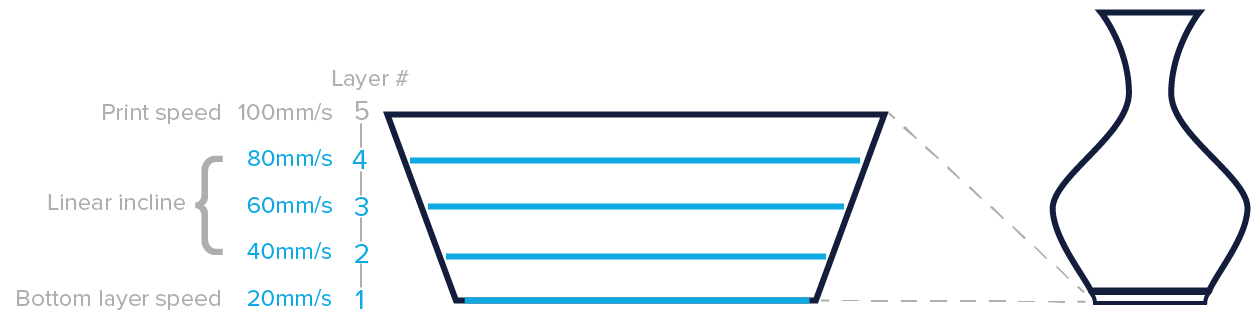 Layer #
Print speed 100mm/s 5
80mm/s 4
Linear incline 60mm/s 3
40mm/s 2
Bottom layer speed 20mm/s 1